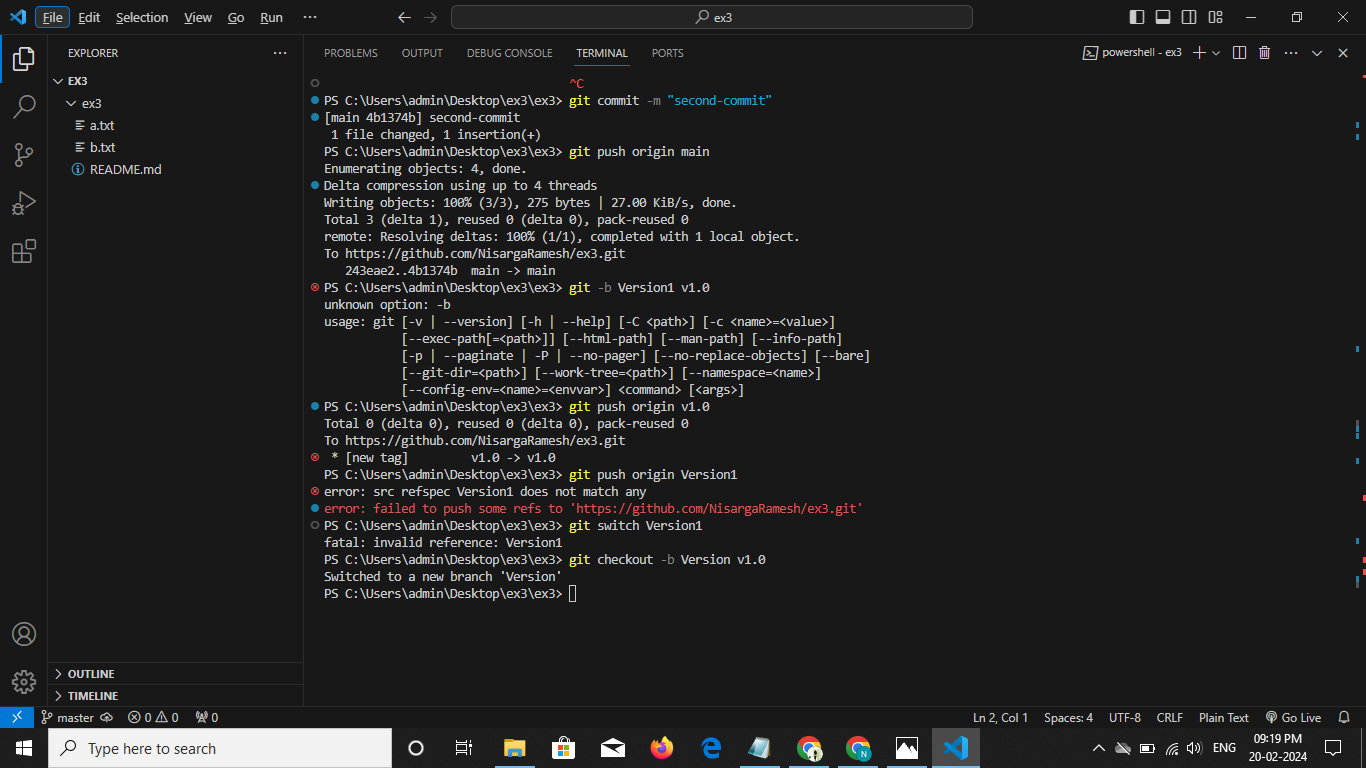 File Edit Selection View Go Run ··· ex3
EXPLORER ···
EX3
ex3
a.txt
b.txt
README.md
OUTLINE
TIMELINE
PROBLEMS OUTPUT DEBUG CONSOLE TERMINAL PORTS powershell - ex3 ···
^C
PS C:\Users\admin\Desktop\ex3\ex3> git commit -m "second-commit"
[main 4b1374b] second-commit
1 file changed, 1 insertion(+)
PS C:\Users\admin\Desktop\ex3\ex3> git push origin main
Enumerating objects: 4, done.
Delta compression using up to 4 threads
Writing objects: 100% (3/3), 275 bytes | 27.00 KiB/s, done.
Total 3 (delta 1), reused 0 (delta 0), pack-reused 0
remote: Resolving deltas: 100% (1/1), completed with 1 local object.
To https://github.com/NisargaRamesh/ex3.git
243eae2..4b1374b  main -> main
PS C:\Users\admin\Desktop\ex3\ex3> git -b Version1 v1.0
unknown option: -b
usage: git [-v | --version] [-h | --help] [-C <path>] [-c <name>=<value>]
[--exec-path[=<path>]] [--html-path] [--man-path] [--info-path]
[-p | --paginate | -P | --no-pager] [--no-replace-objects] [--bare]
[--git-dir=<path>] [--work-tree=<path>] [--namespace=<name>]
[--config-env=<name>=<envvar>] <command> [<args>]
PS C:\Users\admin\Desktop\ex3\ex3> git push origin v1.0
Total 0 (delta 0), reused 0 (delta 0), pack-reused 0
To https://github.com/NisargaRamesh/ex3.git
* [new tag]         v1.0 -> v1.0
PS C:\Users\admin\Desktop\ex3\ex3> git push origin Version1
error: src refspec Version1 does not match any
error: failed to push some refs to 'https://github.com/NisargaRamesh/ex3.git'
PS C:\Users\admin\Desktop\ex3\ex3> git switch Version1
fatal: invalid reference: Version1
PS C:\Users\admin\Desktop\ex3\ex3> git checkout -b Version v1.0
Switched to a new branch 'Version'
PS C:\Users\admin\Desktop\ex3\ex3>
master 0 0 0 Ln 2, Col 1 Spaces: 4 UTF-8 CRLF Plain Text Go Live
Type here to search N ENG 09:19 PM
20-02-2024